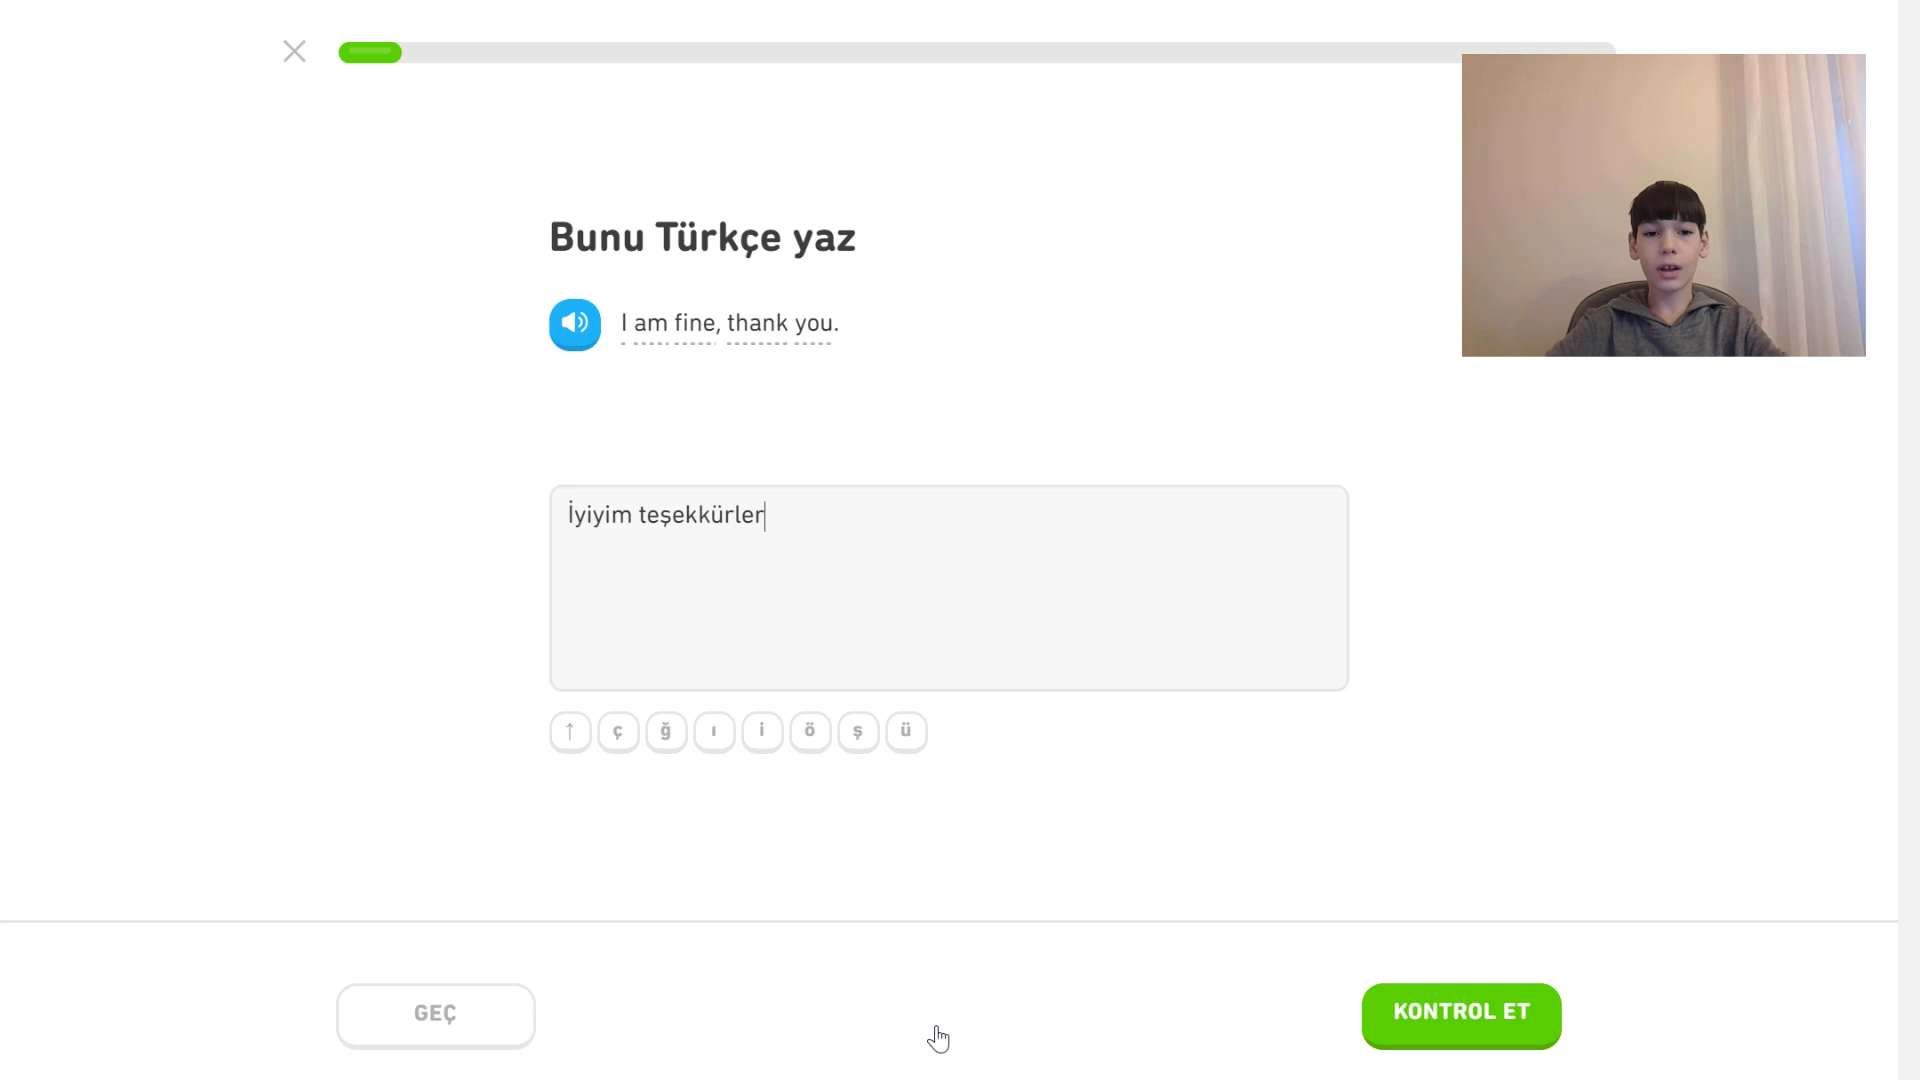 Bunu Türkçe yaz
I am fine, thank you.
İyiyim teşekkürler
↑ ç ğ ı i ö ş ü
GEÇ
KONTROL ET